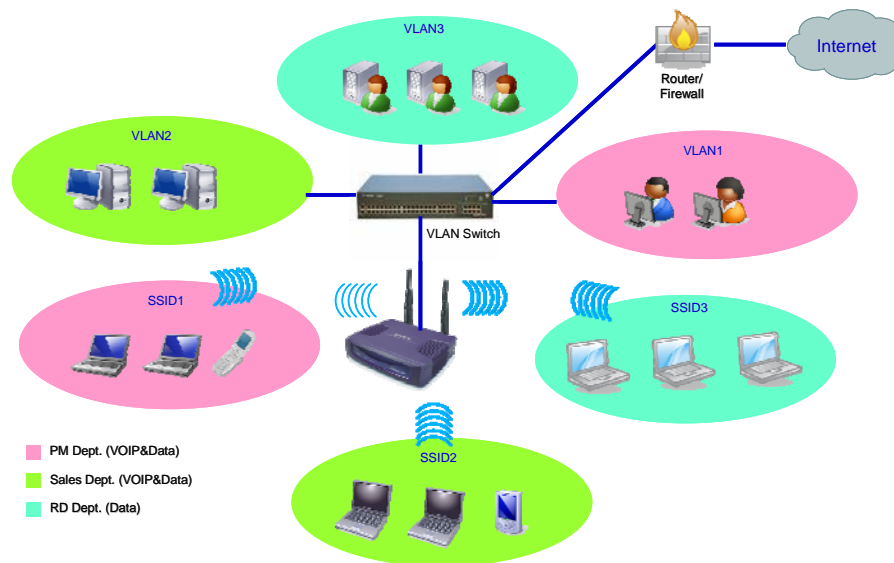 VLAN3
Internet
Router/
Firewall
VLAN2
VLAN1
VLAN Switch
SSID1
SSID3
SSID2
PM Dept. (VOIP&Data)
Sales Dept. (VOIP&Data)
RD Dept. (Data)